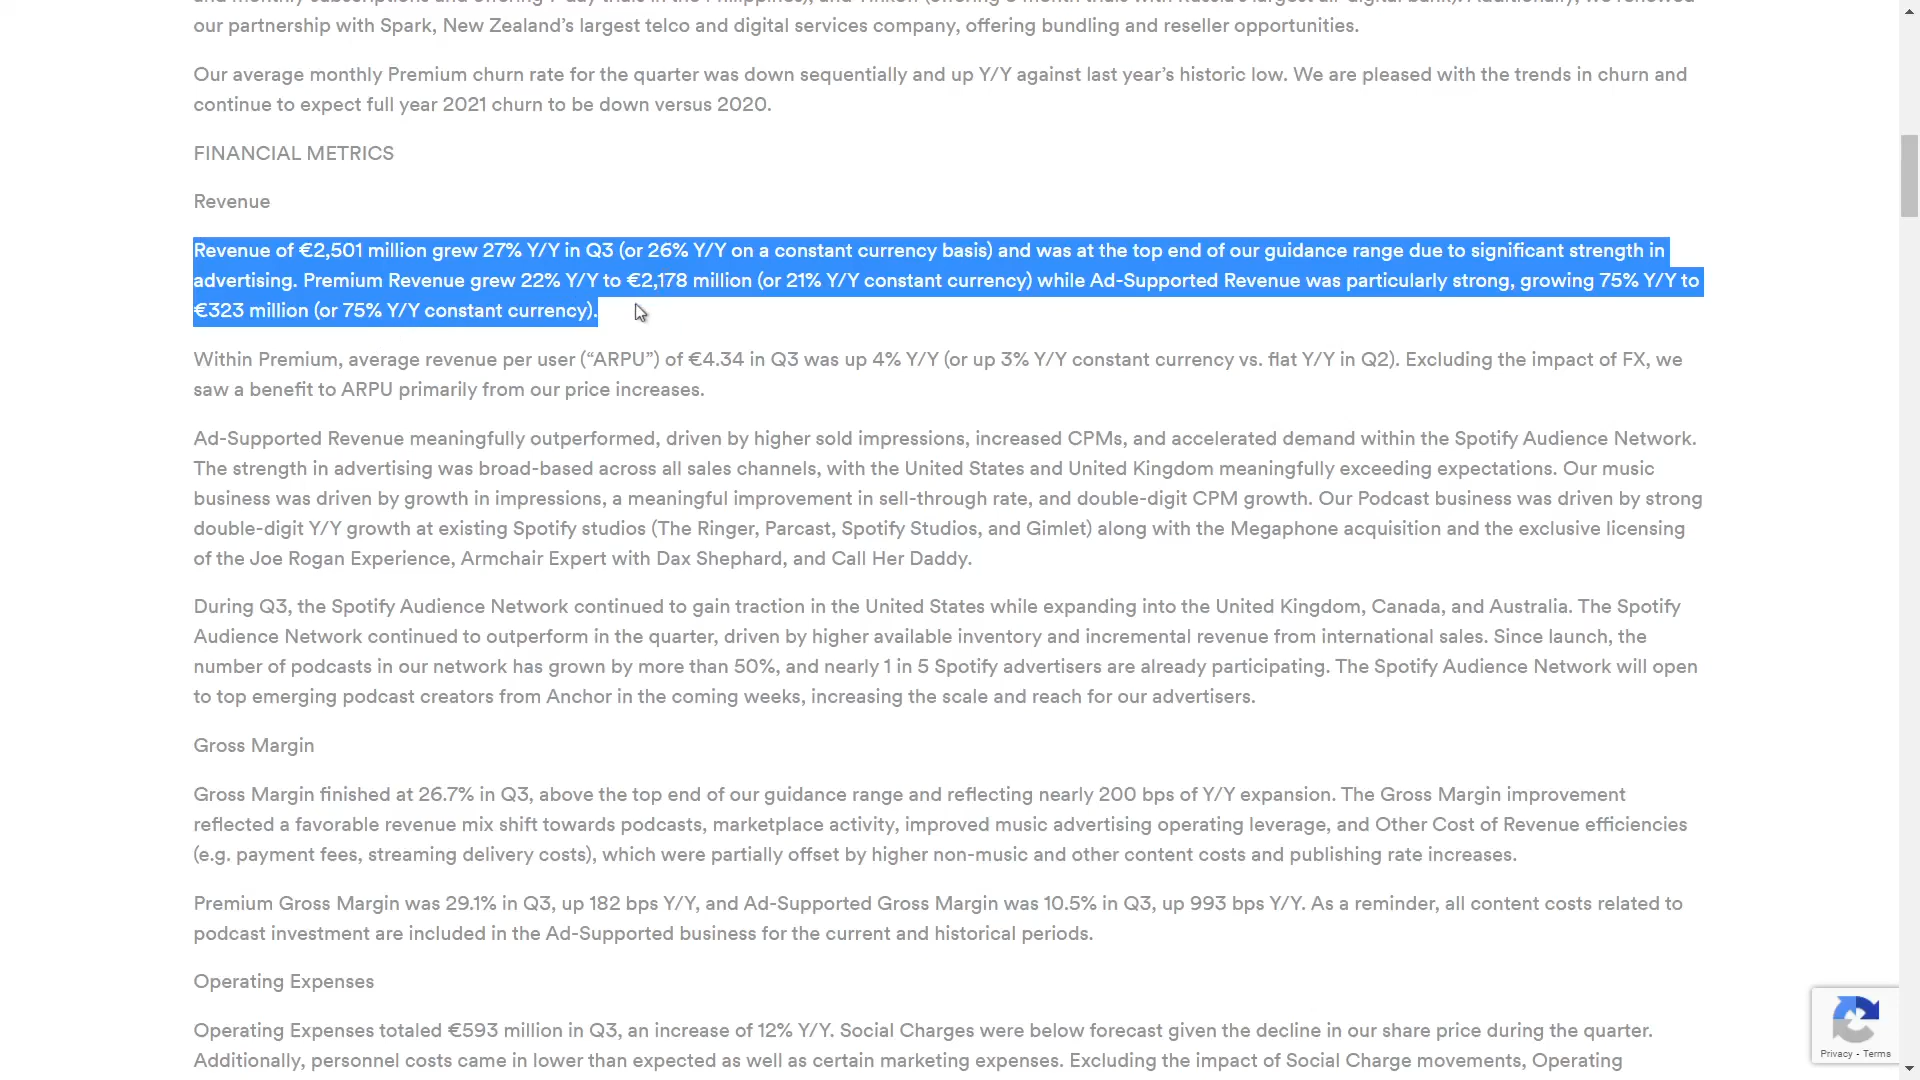 our partnership with Spark, New Zealand's largest telco and digital services company, offering bundling and reseller opportunities.
Our average monthly Premium churn rate for the quarter was down sequentially and up Y/Y against last year's historic low. We are pleased with the trends in churn and
continue to expect full year 2021 churn to be down versus 2020.
FINANCIAL METRICS
Revenue
Revenue of €2,501 million grew 27% Y/Y in Q3 (or 26% Y/Y on a constant currency basis) and was at the top end of our guidance range due to significant strength in
advertising. Premium Revenue grew 22% Y/Y to €2,178 million (or 21% Y/Y constant currency) while Ad-Supported Revenue was particularly strong, growing 75% Y/Y to
€323 million (or 75% Y/Y constant currency).
Within Premium, average revenue per user (“ARPU”) of €4.34 in Q3 was up 4% Y/Y (or up 3% Y/Y constant currency vs. flat Y/Y in Q2). Excluding the impact of FX, we
saw a benefit to ARPU primarily from our price increases.
Ad-Supported Revenue meaningfully outperformed, driven by higher sold impressions, increased CPMs, and accelerated demand within the Spotify Audience Network.
The strength in advertising was broad-based across all sales channels, with the United States and United Kingdom meaningfully exceeding expectations. Our music
business was driven by growth in impressions, a meaningful improvement in sell-through rate, and double-digit CPM growth. Our Podcast business was driven by strong
double-digit Y/Y growth at existing Spotify studios (The Ringer, Parcast, Spotify Studios, and Gimlet) along with the Megaphone acquisition and the exclusive licensing
of the Joe Rogan Experience, Armchair Expert with Dax Shephard, and Call Her Daddy.
During Q3, the Spotify Audience Network continued to gain traction in the United States while expanding into the United Kingdom, Canada, and Australia. The Spotify
Audience Network continued to outperform in the quarter, driven by higher available inventory and incremental revenue from international sales. Since launch, the
number of podcasts in our network has grown by more than 50%, and nearly 1 in 5 Spotify advertisers are already participating. The Spotify Audience Network will open
to top emerging podcast creators from Anchor in the coming weeks, increasing the scale and reach for our advertisers.
Gross Margin
Gross Margin finished at 26.7% in Q3, above the top end of our guidance range and reflecting nearly 200 bps of Y/Y expansion. The Gross Margin improvement
reflected a favorable revenue mix shift towards podcasts, marketplace activity, improved music advertising operating leverage, and Other Cost of Revenue efficiencies
(e.g. payment fees, streaming delivery costs), which were partially offset by higher non-music and other content costs and publishing rate increases.
Premium Gross Margin was 29.1% in Q3, up 182 bps Y/Y, and Ad-Supported Gross Margin was 10.5% in Q3, up 993 bps Y/Y. As a reminder, all content costs related to
podcast investment are included in the Ad-Supported business for the current and historical periods.
Operating Expenses
Operating Expenses totaled €593 million in Q3, an increase of 12% Y/Y. Social Charges were below forecast given the decline in our share price during the quarter.
Additionally, personnel costs came in lower than expected as well as certain marketing expenses. Excluding the impact of Social Charge movements, Operating
Privacy - Terms